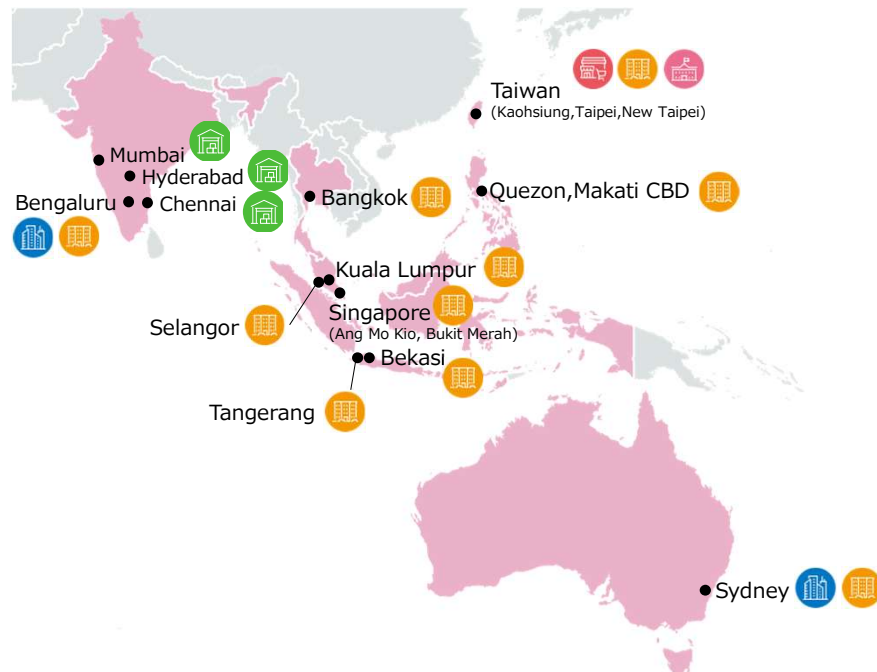 Taiwan
(Kaohsiung,Taipei,New Taipei)
Mumbai
Hyderabad
Bengaluru
Chennai
Bangkok
Quezon,Makati CBD
Kuala Lumpur
Singapore
(Ang Mo Kio, Bukit Merah)
Selangor
Bekasi
Tangerang
Sydney